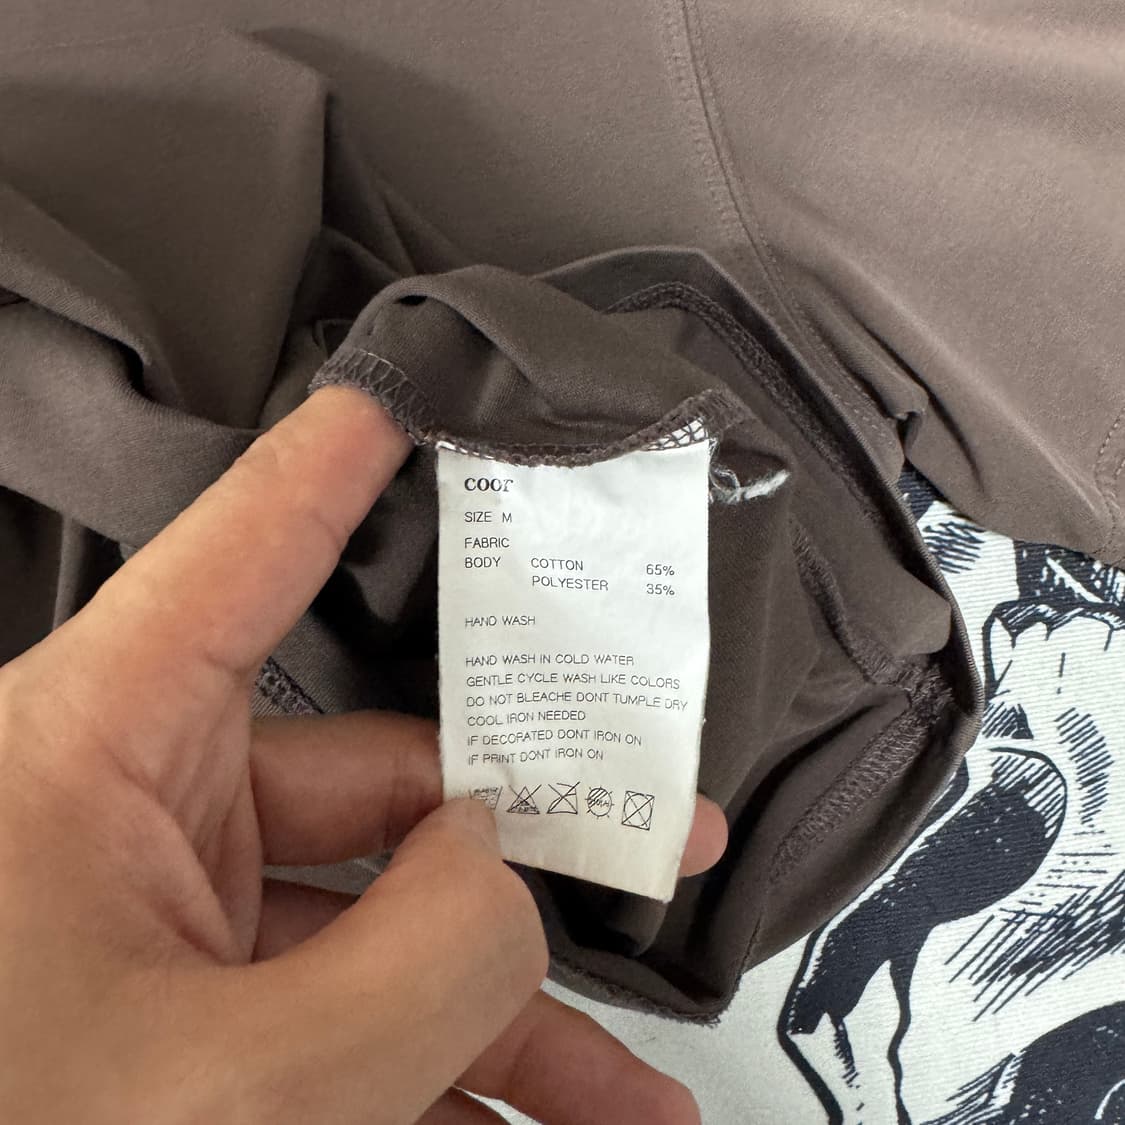 coor
SIZE M
FABRIC
BODY COTTON 65%
POLYESTER 35%
HAND WASH
HAND WASH IN COLD WATER
GENTLE CYCLE WASH LIKE COLORS
DO NOT BLEACHE DONT TUMPLE DRY
COOL IRON NEEDED
IF DECORATED DONT IRON ON
IF PRINT DONT IRON ON